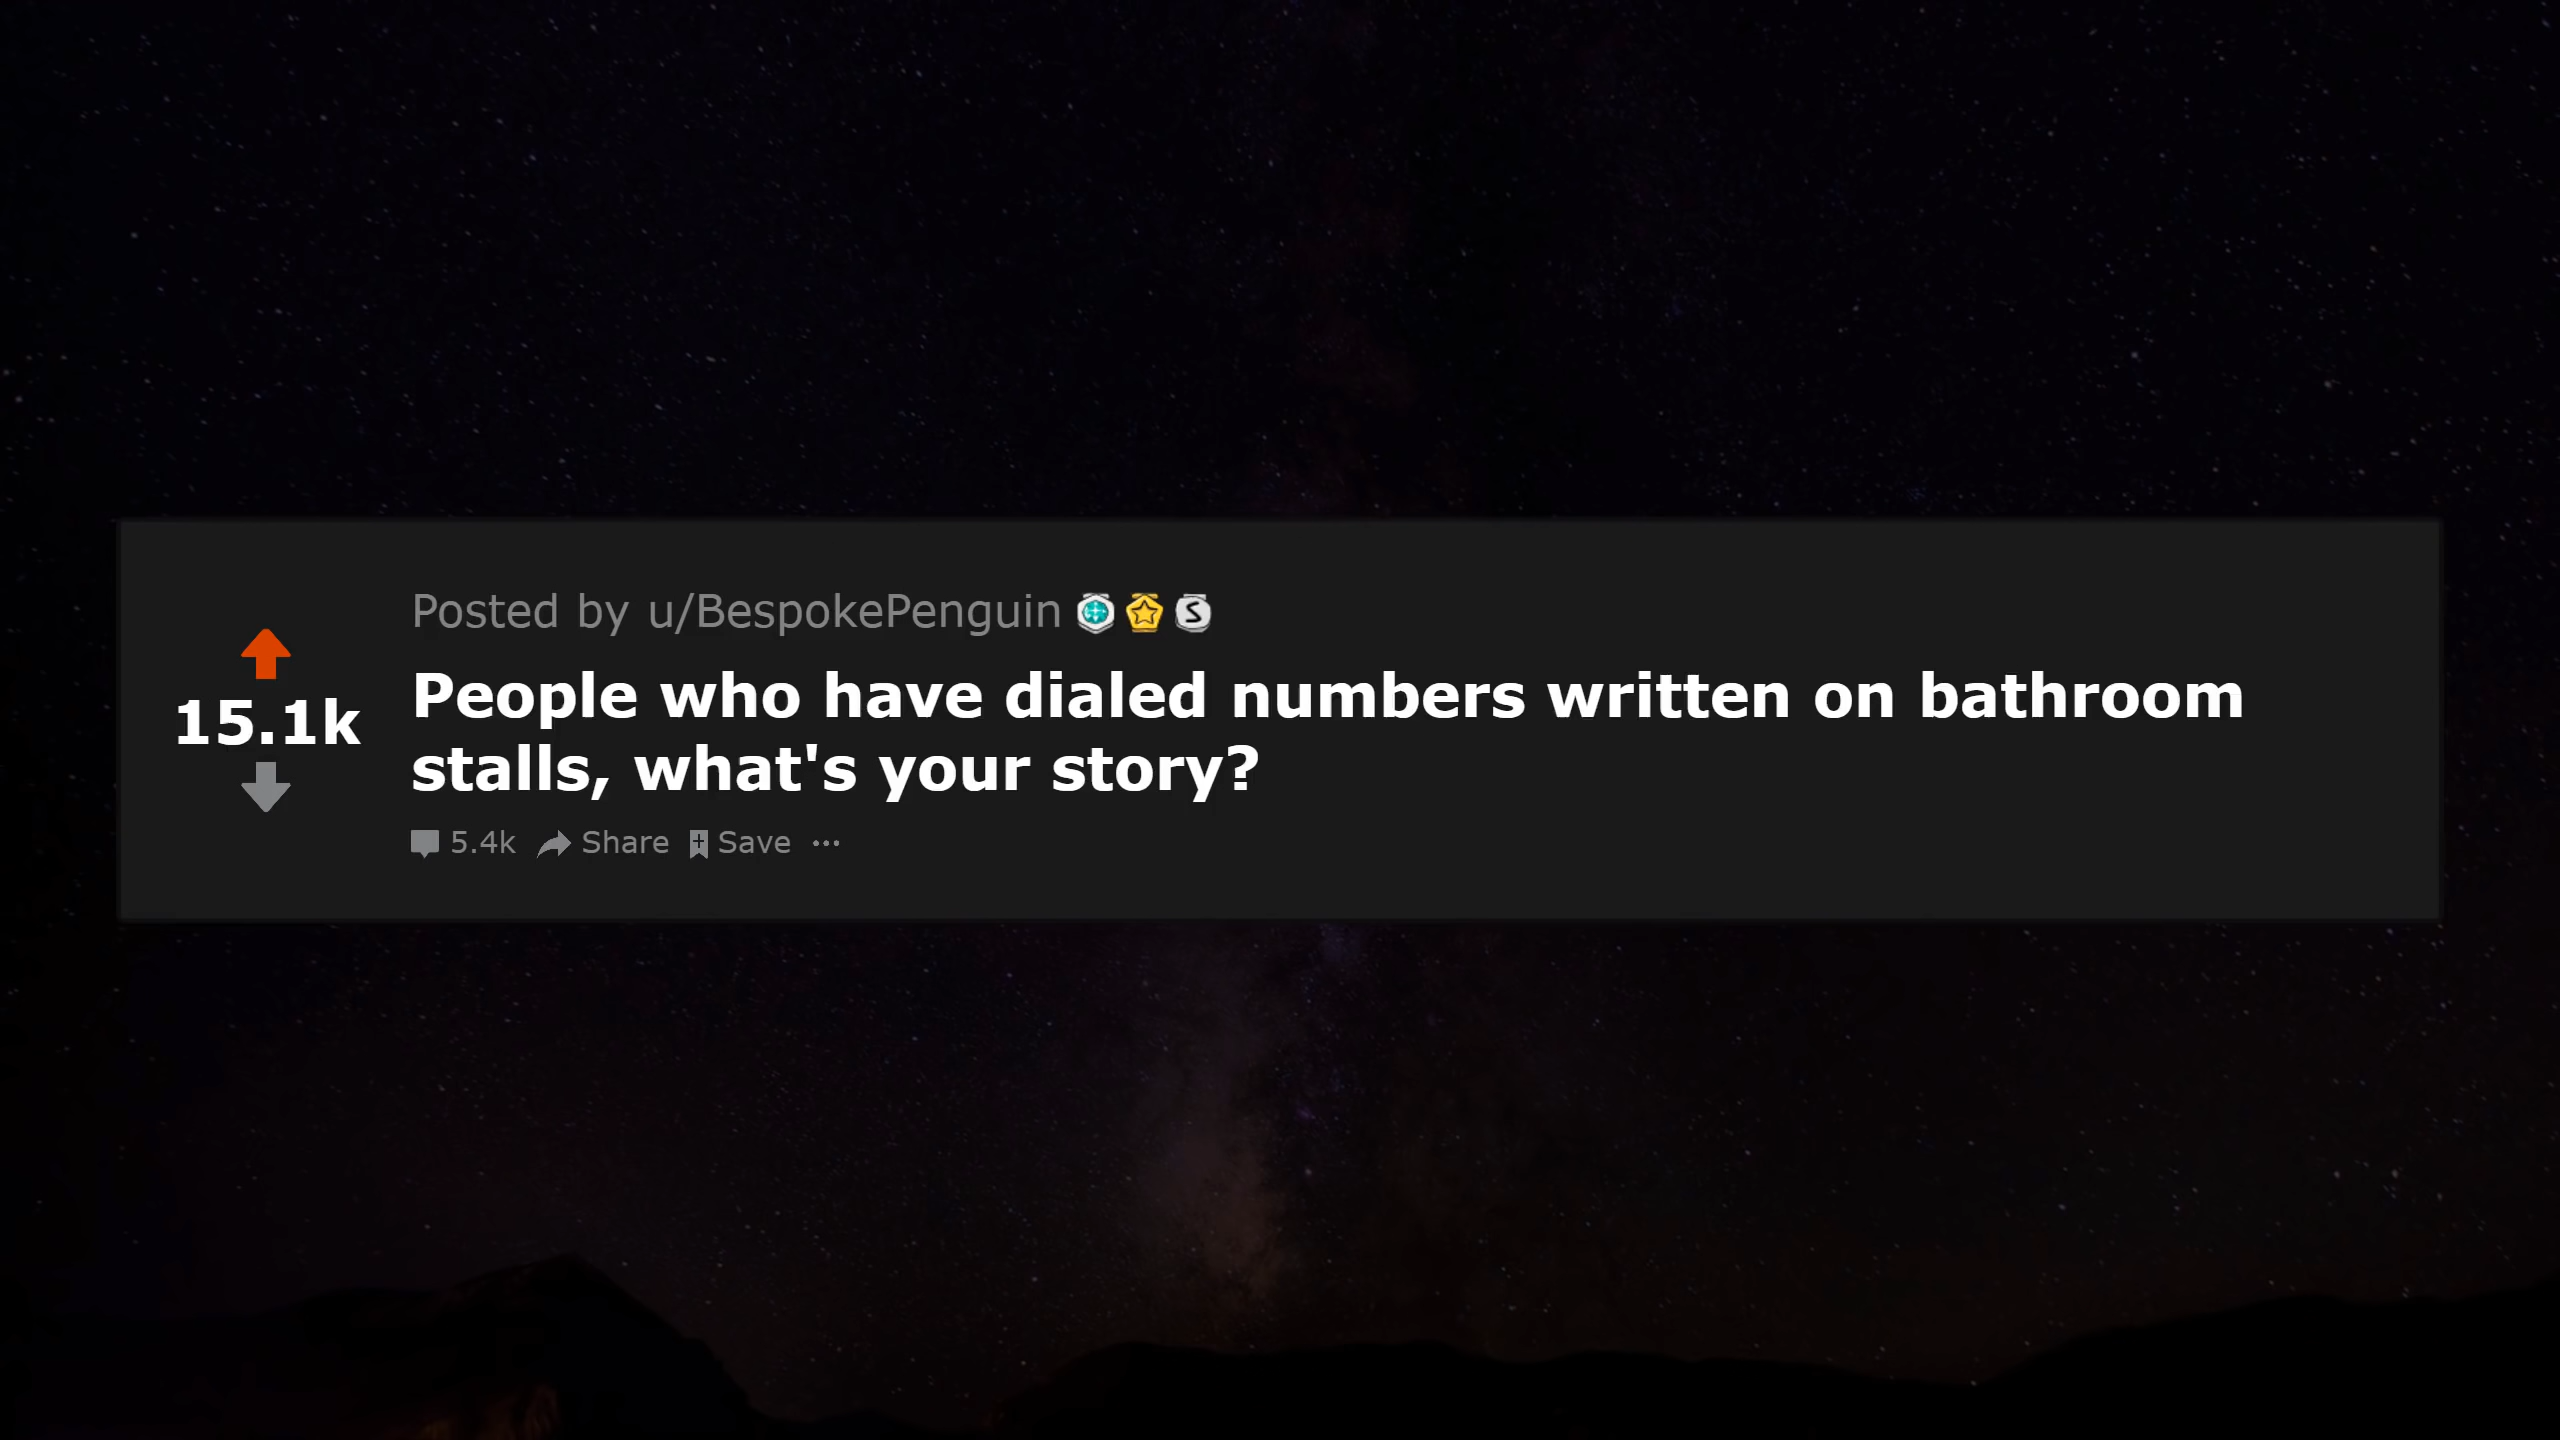 Posted by u/BespokePenguin
15.1k
People who have dialed numbers written on bathroom
stalls, what's your story?
5.4k Share Save ...